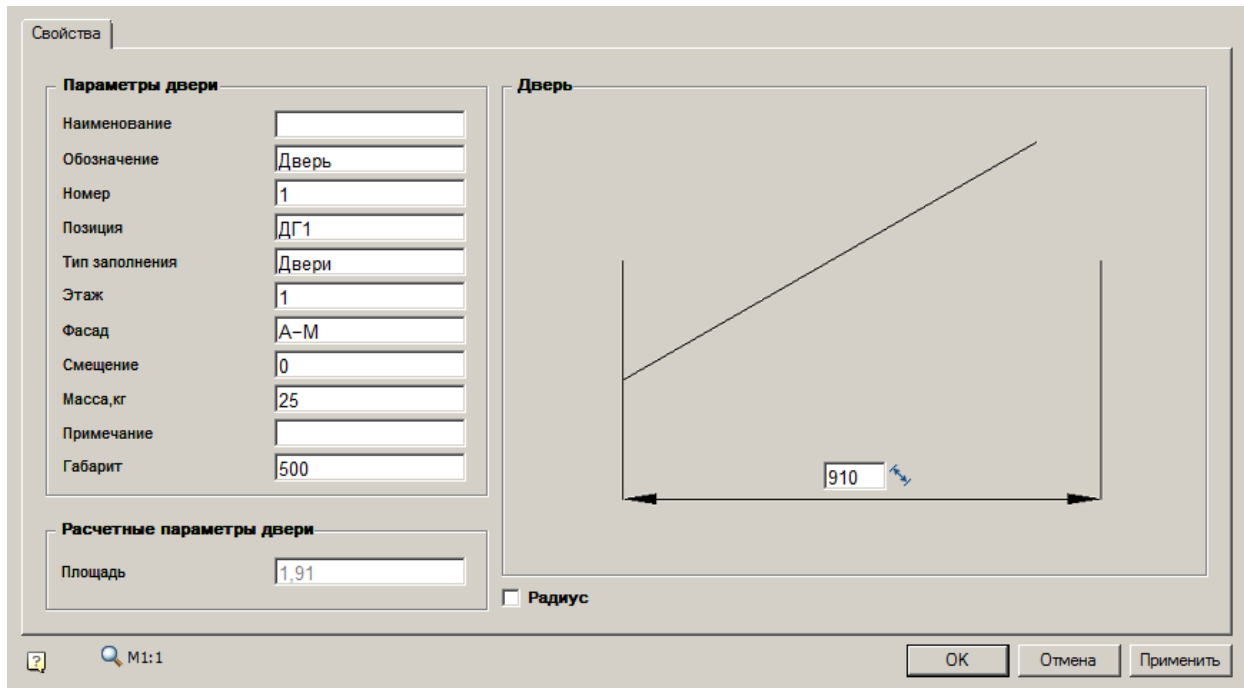 Свойства
Параметры двери
Наименование
Обозначение Дверь
Номер 1
Позиция ДГ1
Тип заполнения Двери
Этаж 1
Фасад А–М
Смещение 0
Масса,кг 25
Примечание
Габарит 500
Расчетные параметры двери
Площадь 1,91
Дверь
910
Радиус
? М1:1 OK Отмена Применить